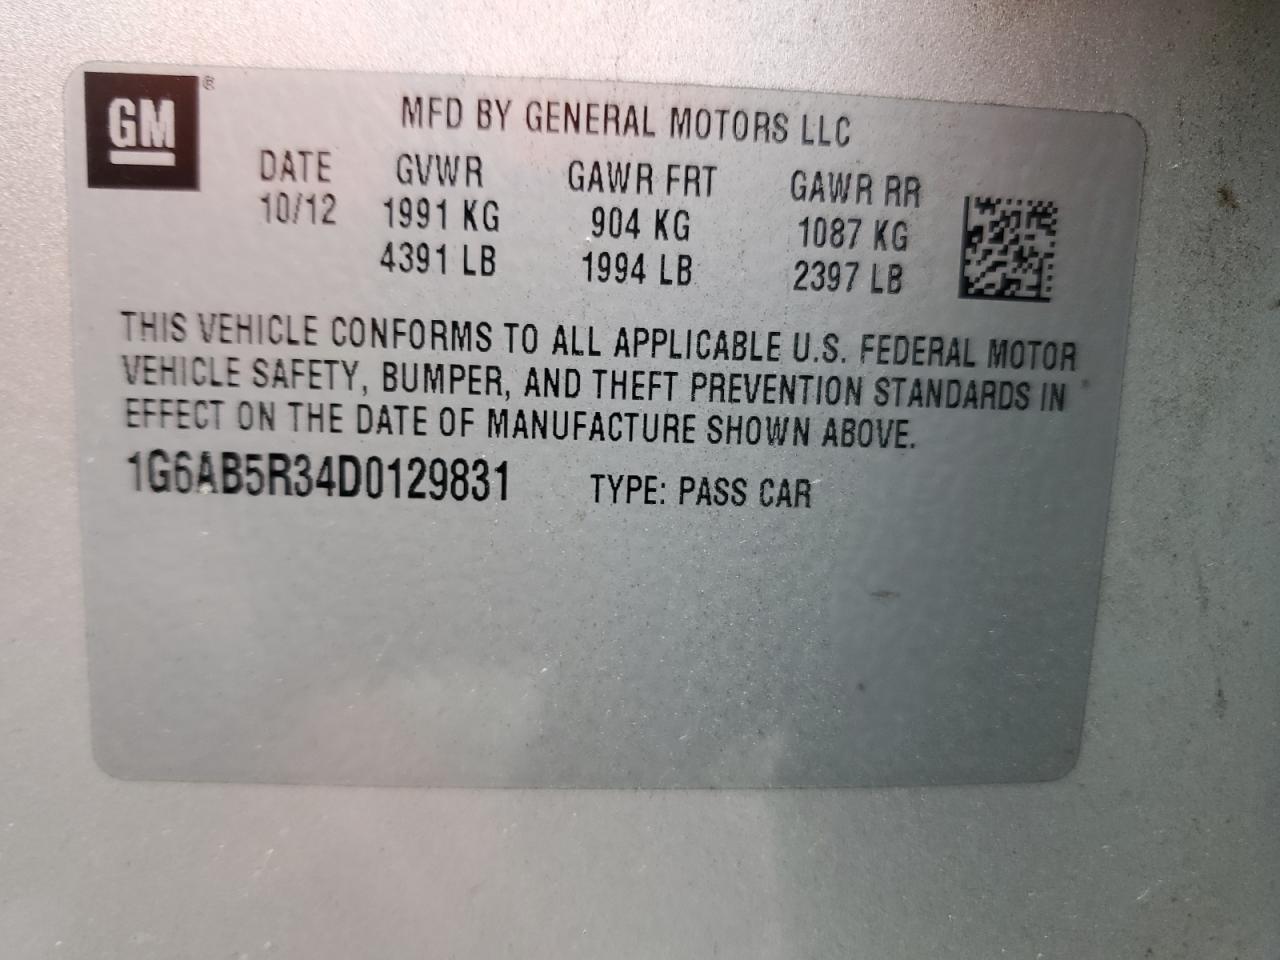 GM ®
MFD BY GENERAL MOTORS LLC
DATE GVWR GAWR FRT GAWR RR
10/12 1991 KG 904 KG 1087 KG
4391 LB 1994 LB 2397 LB
THIS VEHICLE CONFORMS TO ALL APPLICABLE U.S. FEDERAL MOTOR
VEHICLE SAFETY, BUMPER, AND THEFT PREVENTION STANDARDS IN
EFFECT ON THE DATE OF MANUFACTURE SHOWN ABOVE.
1G6AB5R34D0129831 TYPE: PASS CAR